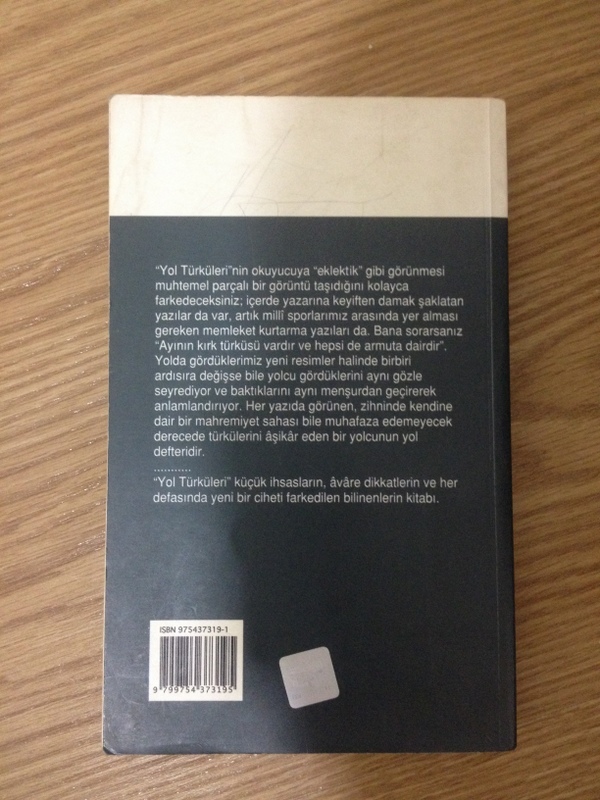 "Yol Türküleri"nin okuyucuya "eklektik" gibi görünmesi
muhtemel parçalı bir görüntü taşıdığını kolayca
farkedeceksiniz; içerde yazarına keyiften damak şaklatan
yazılar da var, artık millî sporlarımız arasında yer alması
gereken memleket kurtarma yazıları da. Bana sorarsanız
"Ayının kırk türküsü vardır ve hepsi de armuta dairdir".
Yolda gördüklerimiz yeni resimler halinde birbiri
ardısıra değişse bile yolcu gördüklerini aynı gözle
seyrediyor ve baktıklarını aynı menşurdan geçirerek
anlamlandırıyor. Her yazıda görünen, zihninde kendine
dair bir mahremiyet sahası bile muhafaza edemeyecek
derecede türkülerini âşikâr eden bir yolcunun yol
defteridir.
...........
"Yol Türküleri" küçük ihsasların, âvâre dikkatlerin ve her
defasında yeni bir ciheti farkedilen bilinenlerin kitabı.
ISBN 975437319-1
9 799754 373195